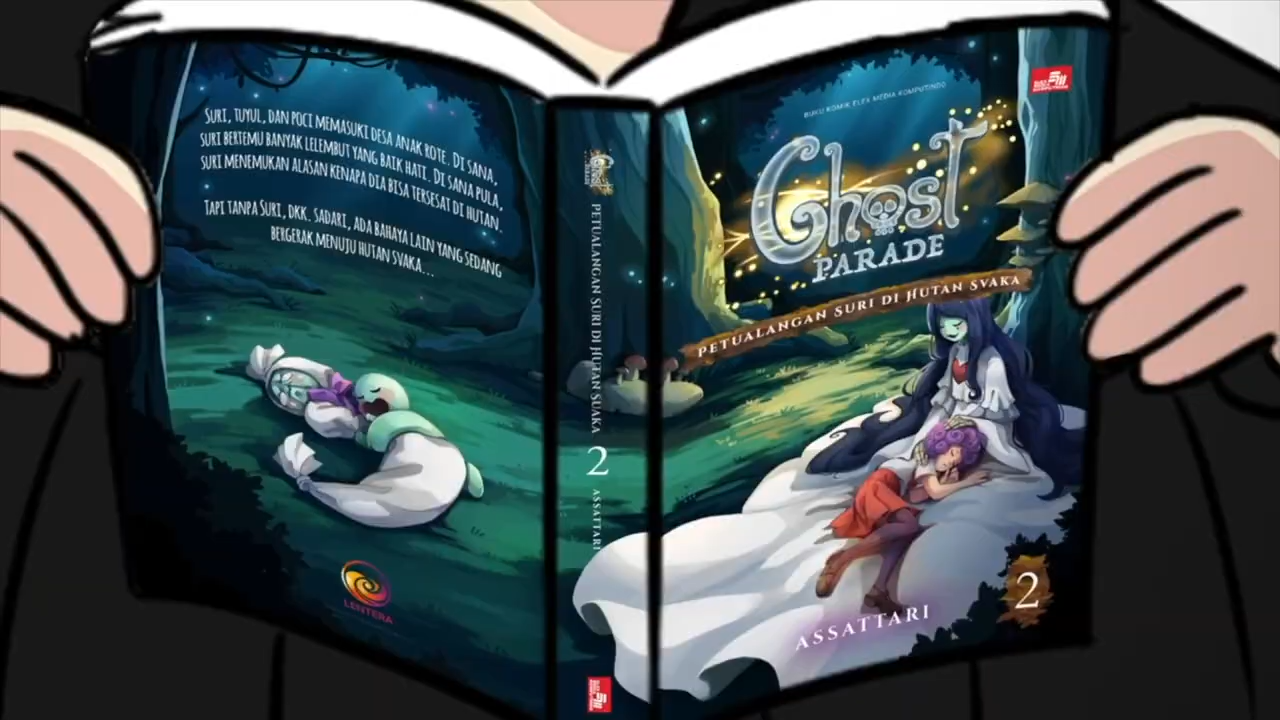 SURI, TUYUL, DAN POCI MEMASUKI DESA ANAK ROTE. DI SANA,
SURI BERTEMU BANYAK LELEMBUT YANG BAIK HATI. DI SANA PULA,
SURI MENEMUKAN ALASAN KENAPA DIA BISA TERSESAT DI HUTAN.
TAPI TANPA SURI, DKK. SADARI, ADA BAHAYA LAIN YANG SEDANG
BERGERAK MENUJU HUTAN SVAKA...
LENTERA
PETUALANGAN SURI DI HUTAN SUAKA
2
ASSATTARI
BUKU KOMIK ELEX MEDIA KOMPUTINDO
Ghost
PARADE
PETUALANGAN SURI DI HUTAN SVAKA
ASSATTARI
2